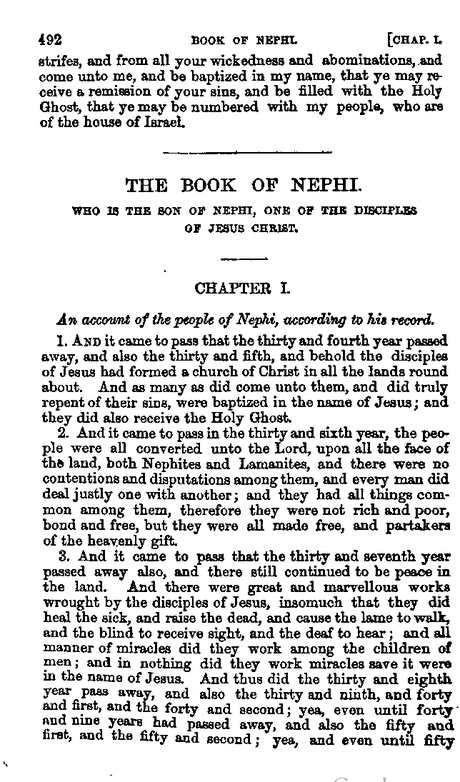 492 BOOK OF NEPHI. [CHAP. I.
strifes, and from all your wickedness and abominations, and
come unto me, and be baptized in my name, that ye may re-
ceive a remission of your sins, and be filled with the Holy
Ghost, that ye may be numbered with my people, who are
of the house of Israel.
THE BOOK OF NEPHI.
WHO IS THE SON OF NEPHI, ONE OF THE DISCIPLES
OF JESUS CHRIST.
CHAPTER I.
An account of the people of Nephi, according to his record.
1. AND it came to pass that the thirty and fourth year passed
away, and also the thirty and fifth, and behold the disciples
of Jesus had formed a church of Christ in all the lands round
about. And as many as did come unto them, and did truly
repent of their sins, were baptized in the name of Jesus; and
they did also receive the Holy Ghost.
2. And it came to pass in the thirty and sixth year, the peo-
ple were all converted unto the Lord, upon all the face of
the land, both Nephites and Lamanites, and there were no
contentions and disputations among them, and every man did
deal justly one with another; and they had all things com-
mon among them, therefore they were not rich and poor,
bond and free, but they were all made free, and partakers
of the heavenly gift.
3. And it came to pass that the thirty and seventh year
passed away also, and there still continued to be peace in
the land. And there were great and marvellous works
wrought by the disciples of Jesus, insomuch that they did
heal the sick, and raise the dead, and cause the lame to walk,
and the blind to receive sight, and the deaf to hear; and all
manner of miracles did they work among the children of
men; and in nothing did they work miracles save it were
in the name of Jesus. And thus did the thirty and eighth
year pass away, and also the thirty and ninth, and forty
and first, and the forty and second; yea, even until forty
and nine years had passed away, and also the fifty and
first, and the fifty and second; yea, and even until fifty